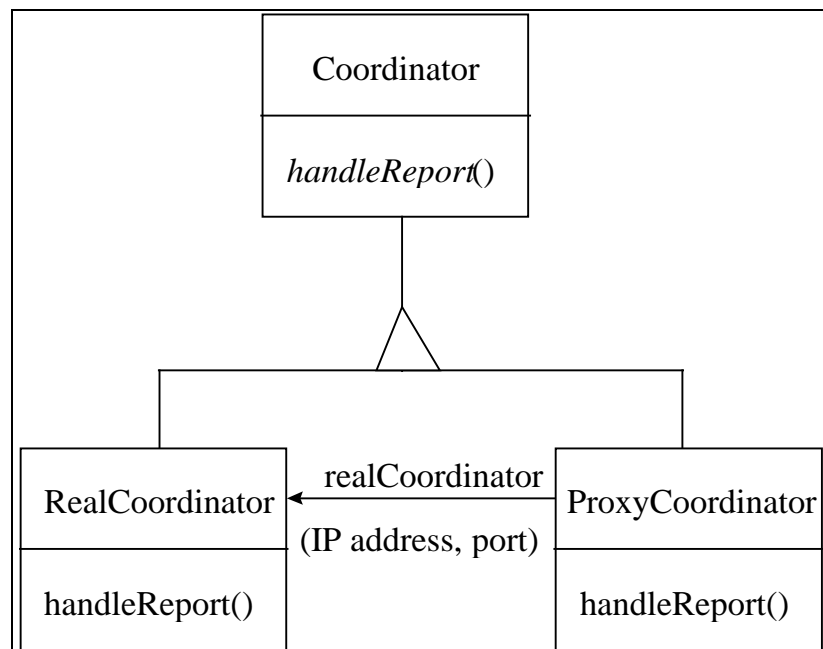 Coordinator
handleReport()
realCoordinator
RealCoordinator
ProxyCoordinator
(IP address, port)
handleReport()
handleReport()